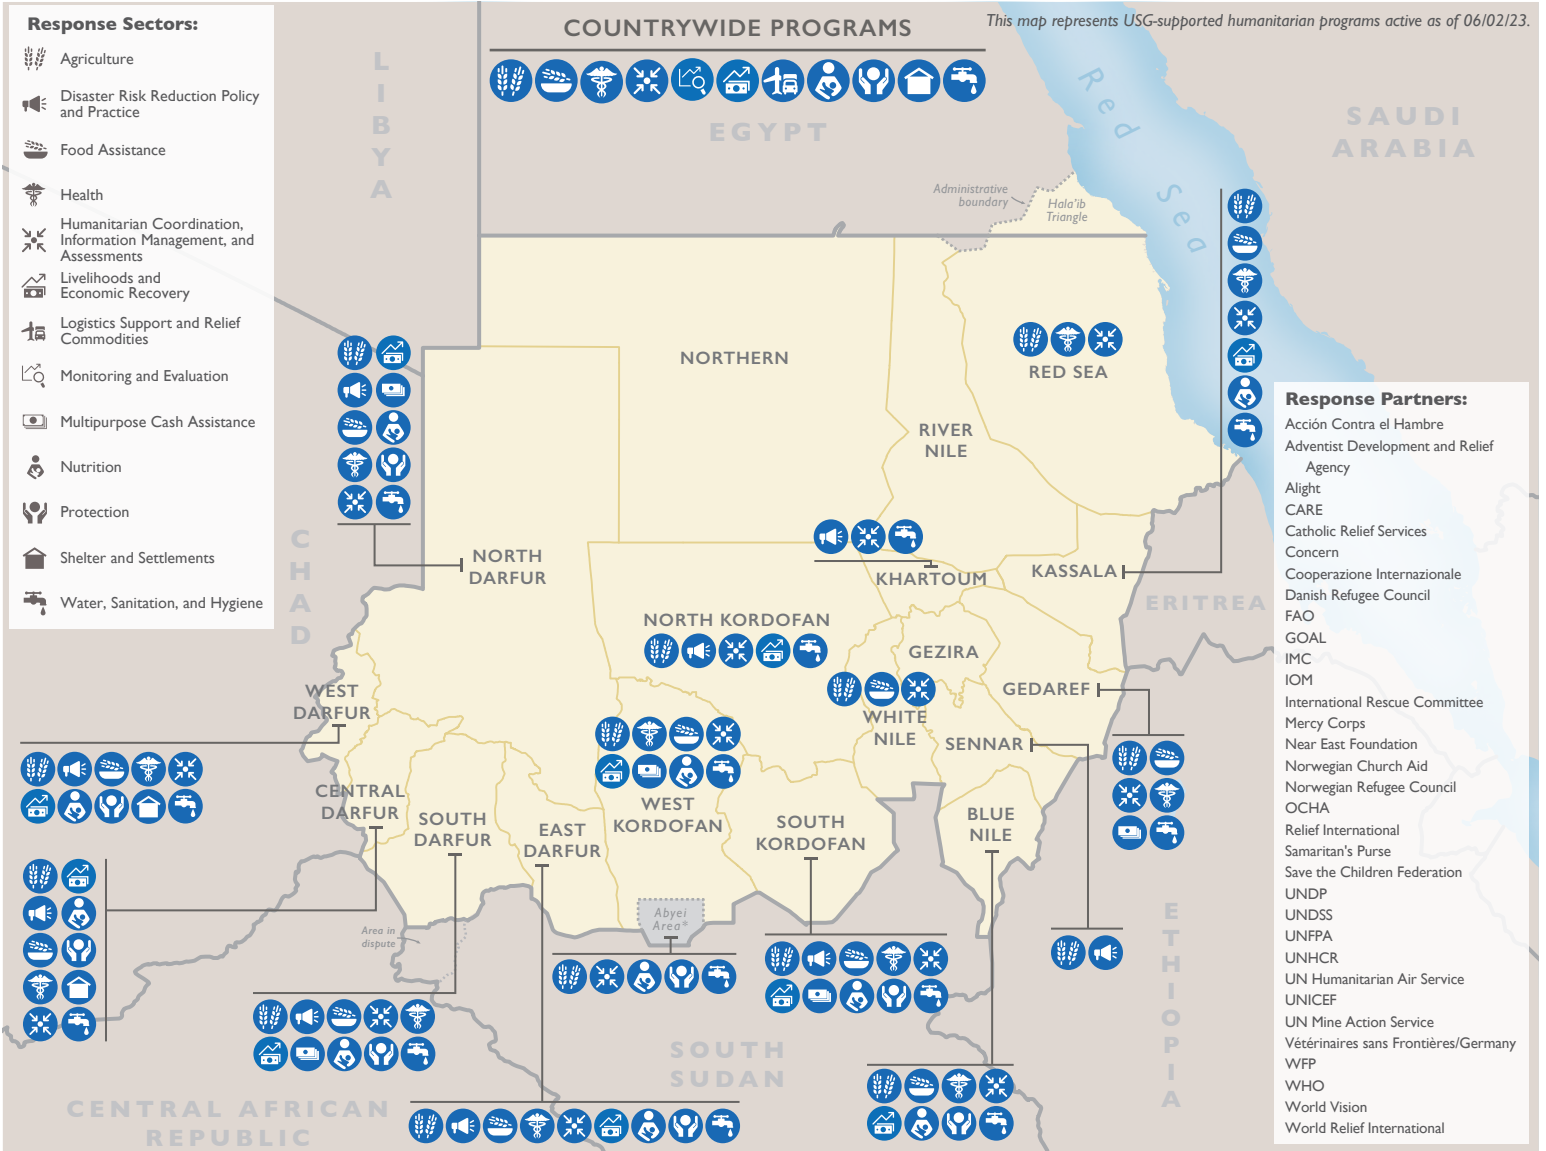 Response Sectors:
Agriculture
Disaster Risk Reduction Policy
and Practice
Food Assistance
Health
Humanitarian Coordination,
Information Management, and
Assessments
Livelihoods and
Economic Recovery
Logistics Support and Relief
Commodities
Monitoring and Evaluation
Multipurpose Cash Assistance
Nutrition
Protection
Shelter and Settlements
Water, Sanitation, and Hygiene
COUNTRYWIDE PROGRAMS
This map represents USG-supported humanitarian programs active as of 06/02/23.
LIBYA
EGYPT
Red Sea
SAUDI
ARABIA
Administrative
boundary
Hala'ib
Triangle
NORTHERN
RED SEA
RIVER
NILE
CHAD
NORTH
DARFUR
KHARTOUM
KASSALA
ERITREA
NORTH KORDOFAN
GEZIRA
GEDAREF
WEST
DARFUR
WHITE
NILE
SENNAR
CENTRAL
DARFUR
SOUTH
DARFUR
EAST
DARFUR
WEST
KORDOFAN
SOUTH
KORDOFAN
BLUE
NILE
Abyei
Area*
Area in
dispute
ETHIOPIA
SOUTH
SUDAN
CENTRAL AFRICAN
REPUBLIC
Response Partners:
Acción Contra el Hambre
Adventist Development and Relief
Agency
Alight
CARE
Catholic Relief Services
Concern
Cooperazione Internazionale
Danish Refugee Council
FAO
GOAL
IMC
IOM
International Rescue Committee
Mercy Corps
Near East Foundation
Norwegian Church Aid
Norwegian Refugee Council
OCHA
Relief International
Samaritan's Purse
Save the Children Federation
UNDP
UNDSS
UNFPA
UNHCR
UN Humanitarian Air Service
UNICEF
UN Mine Action Service
Vétérinaires sans Frontières/Germany
WFP
WHO
World Vision
World Relief International